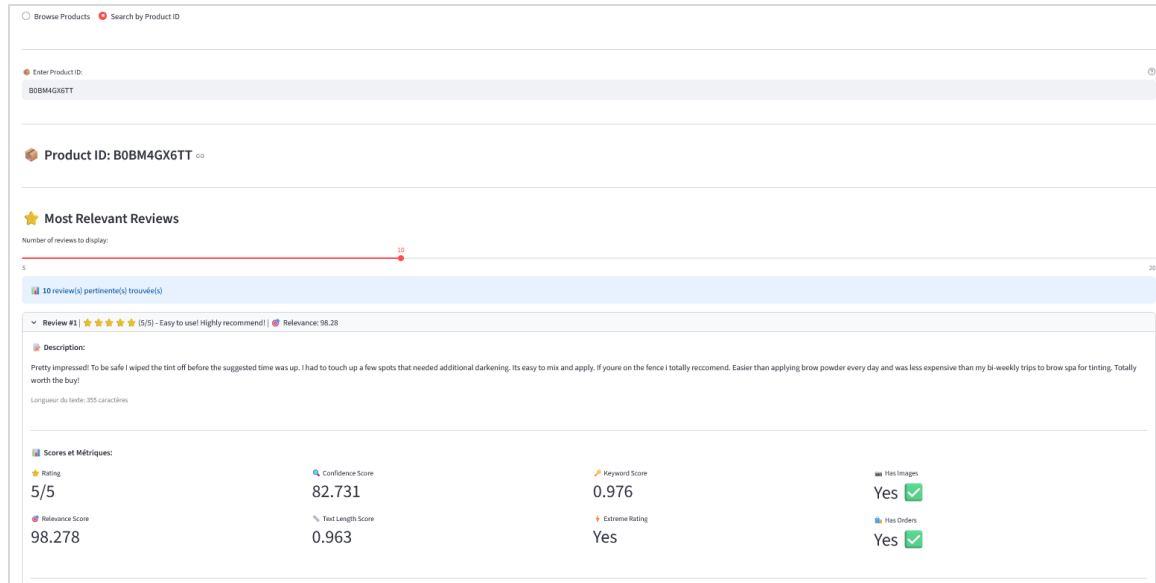 Browse Products Search by Product ID
Enter Product ID:
B0BM4GX6TT
Product ID: B0BM4GX6TT
Most Relevant Reviews
Number of reviews to display:
10
5 20
10 review(s) pertinente(s) trouvée(s)
Review #1 | (5/5) - Easy to use! Highly recommend! | Relevance: 98.28
Description:
Pretty impressed! To be safe I wiped the tint off before the suggested time was up. I had to touch up a few spots that needed additional darkening. Its easy to mix and apply. If youre on the fence i totally reccomend. Easier than applying brow powder every day and was less expensive than my bi-weekly trips to brow spa for tinting. Totally
worth the buy!
Longueur du texte: 355 caractères
Scores et Métriques:
Rating Confidence Score Keyword Score Has Images
5/5 82.731 0.976 Yes
Relevance Score Text Length Score Extreme Rating Has Orders
98.278 0.963 Yes Yes